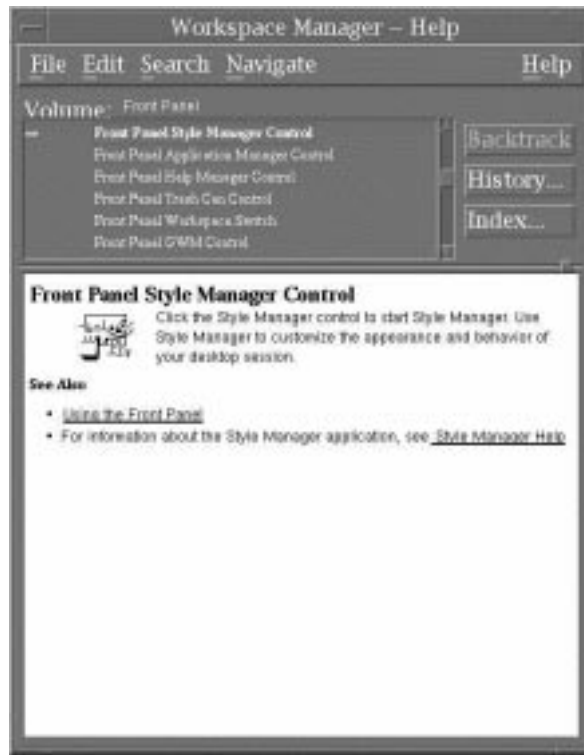 Workspace Manager – Help
File Edit Search Navigate Help
Volume: Front Panel
Front Panel Style Manager Control
Front Panel Application Manager Control
Front Panel Help Manager Control
Front Panel Trash Can Control
Front Panel Workspace Switch
Front Panel GWM Control
Backtrack
History...
Index...
Front Panel Style Manager Control
Click the Style Manager control to start Style Manager. Use
Style Manager to customize the appearance and behavior of
your desktop session.
See Also
• Using the Front Panel
• For information about the Style Manager application, see Style Manager Help